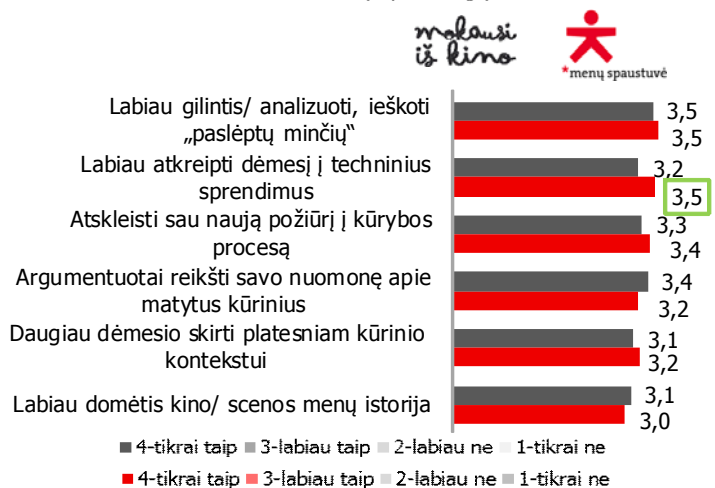 mokausi
iš kino
*menų spaustuvė
Labiau gilintis/ analizuoti, ieškoti
„paslėptų minčių“
3,5
3,5
Labiau atkreipti dėmesį į techninius
sprendimus
3,2
3,5
Atskleisti sau naują požiūrį į kūrybos
procesą
3,3
3,4
Argumentuotai reikšti savo nuomonę apie
matytus kūrinius
3,4
3,2
Daugiau dėmesio skirti platesniam kūrinio
kontekstui
3,1
3,2
Labiau domėtis kino/ scenos menų istorija
3,1
3,0
4-tikrai taip 3-labiau taip 2-labiau ne 1-tikrai ne
4-tikrai taip 3-labiau taip 2-labiau ne 1-tikrai ne